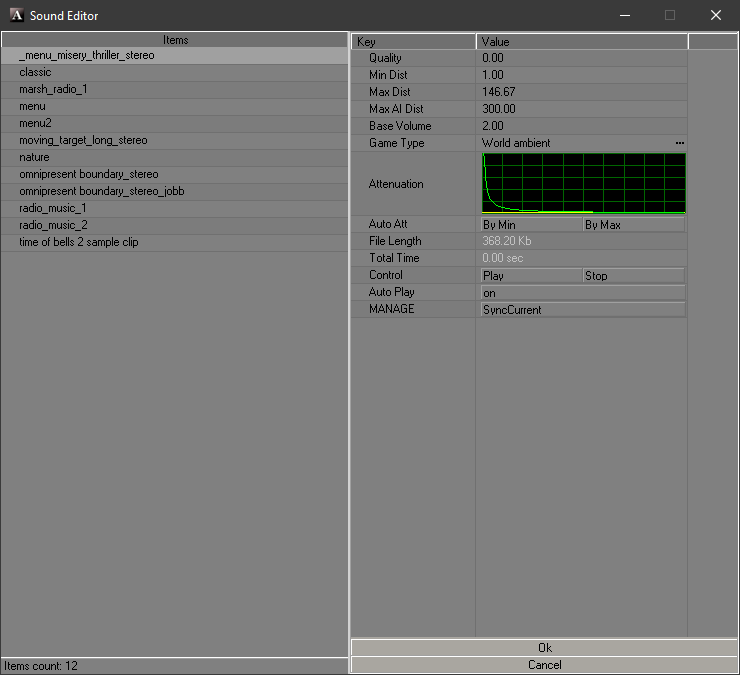 Sound Editor
Items
_menu_misery_thriller_stereo
classic
marsh_radio_1
menu
menu2
moving_target_long_stereo
nature
omnipresent boundary_stereo
omnipresent boundary_stereo_jobb
radio_music_1
radio_music_2
time of bells 2 sample clip
Items count: 12
Key Value
Quality 0.00
Min Dist 1.00
Max Dist 146.67
Max AI Dist 300.00
Base Volume 2.00
Game Type World ambient ...
Attenuation
Auto Att By Min By Max
File Length 368.20 Kb
Total Time 0.00 sec
Control Play Stop
Auto Play on
MANAGE SyncCurrent
Ok
Cancel